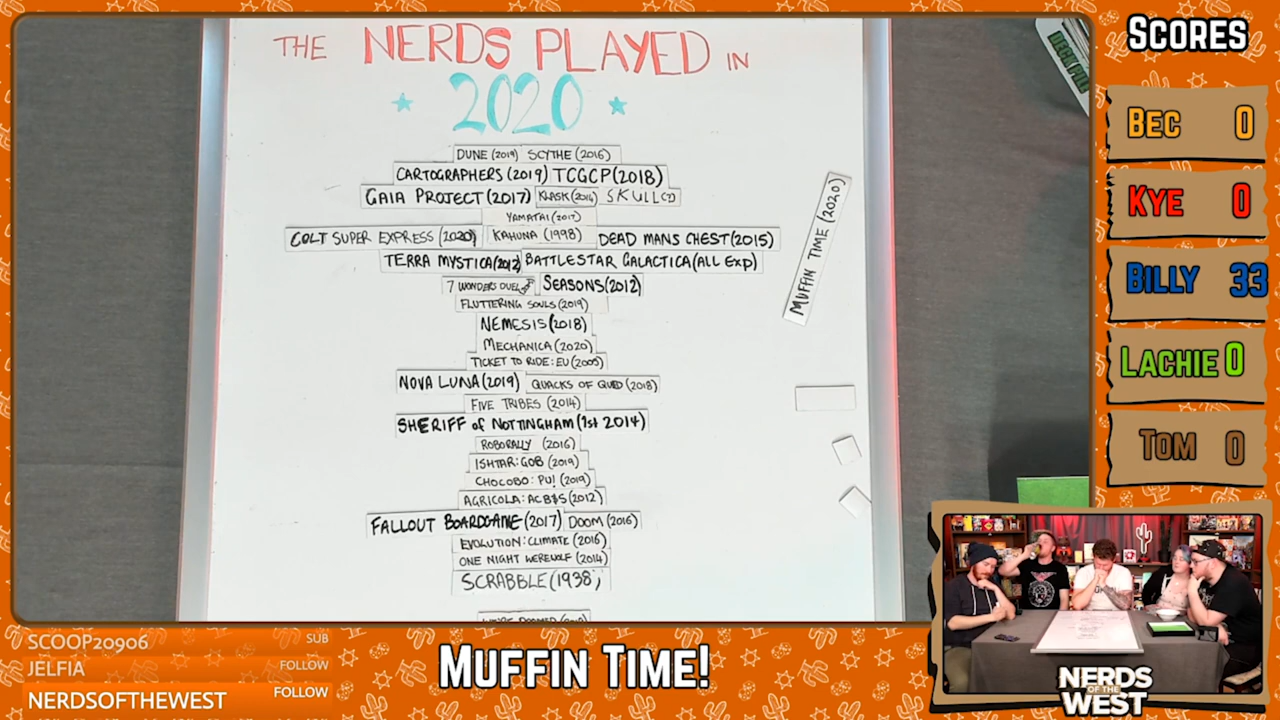 THE NERDS PLAYED IN
2020
DUNE (2019) SCYTHE (2016)
CARTOGRAPHERS (2019) TCGCP (2018)
GAIA PROJECT (2017) KLASK (2014) SKULL (?)
YAMATAI (2017)
COLT SUPER EXPRESS (2020) KAHUNA (1998) DEAD MANS CHEST (2015)
TERRA MYSTICA (2012) BATTLESTAR GALACTICA (ALL EXP)
7 WONDERS DUEL SEASONS (2012)
FLUTTERING SOULS (2019)
NEMESIS (2018)
MECHANICA (2020)
TICKET TO RIDE: EU (2005)
NOVA LUNA (2019) QUACKS OF QUED (2018)
FIVE TRIBES (2014)
SHERIFF of NOTTINGHAM (1st 2014)
ROBORALLY (2016)
ISHTAR: GOB (2019)
CHOCOBO: PU! (2019)
AGRICOLA: ACB&S (2012)
FALLOUT BOARDGAME (2017) DOOM (2016)
EVOLUTION: CLIMATE (2016)
ONE NIGHT WEREWOLF (2014)
SCRABBLE (1938)
MUFFIN TIME (2020)
SCORES
BEC 0
KYE 0
BILLY 33
LACHIE 0
TOM 0
SCOOP20906 SUB
JELFIA FOLLOW
NERDSOFTHEWEST FOLLOW
MUFFIN TIME!
NERDS
OF THE
WEST